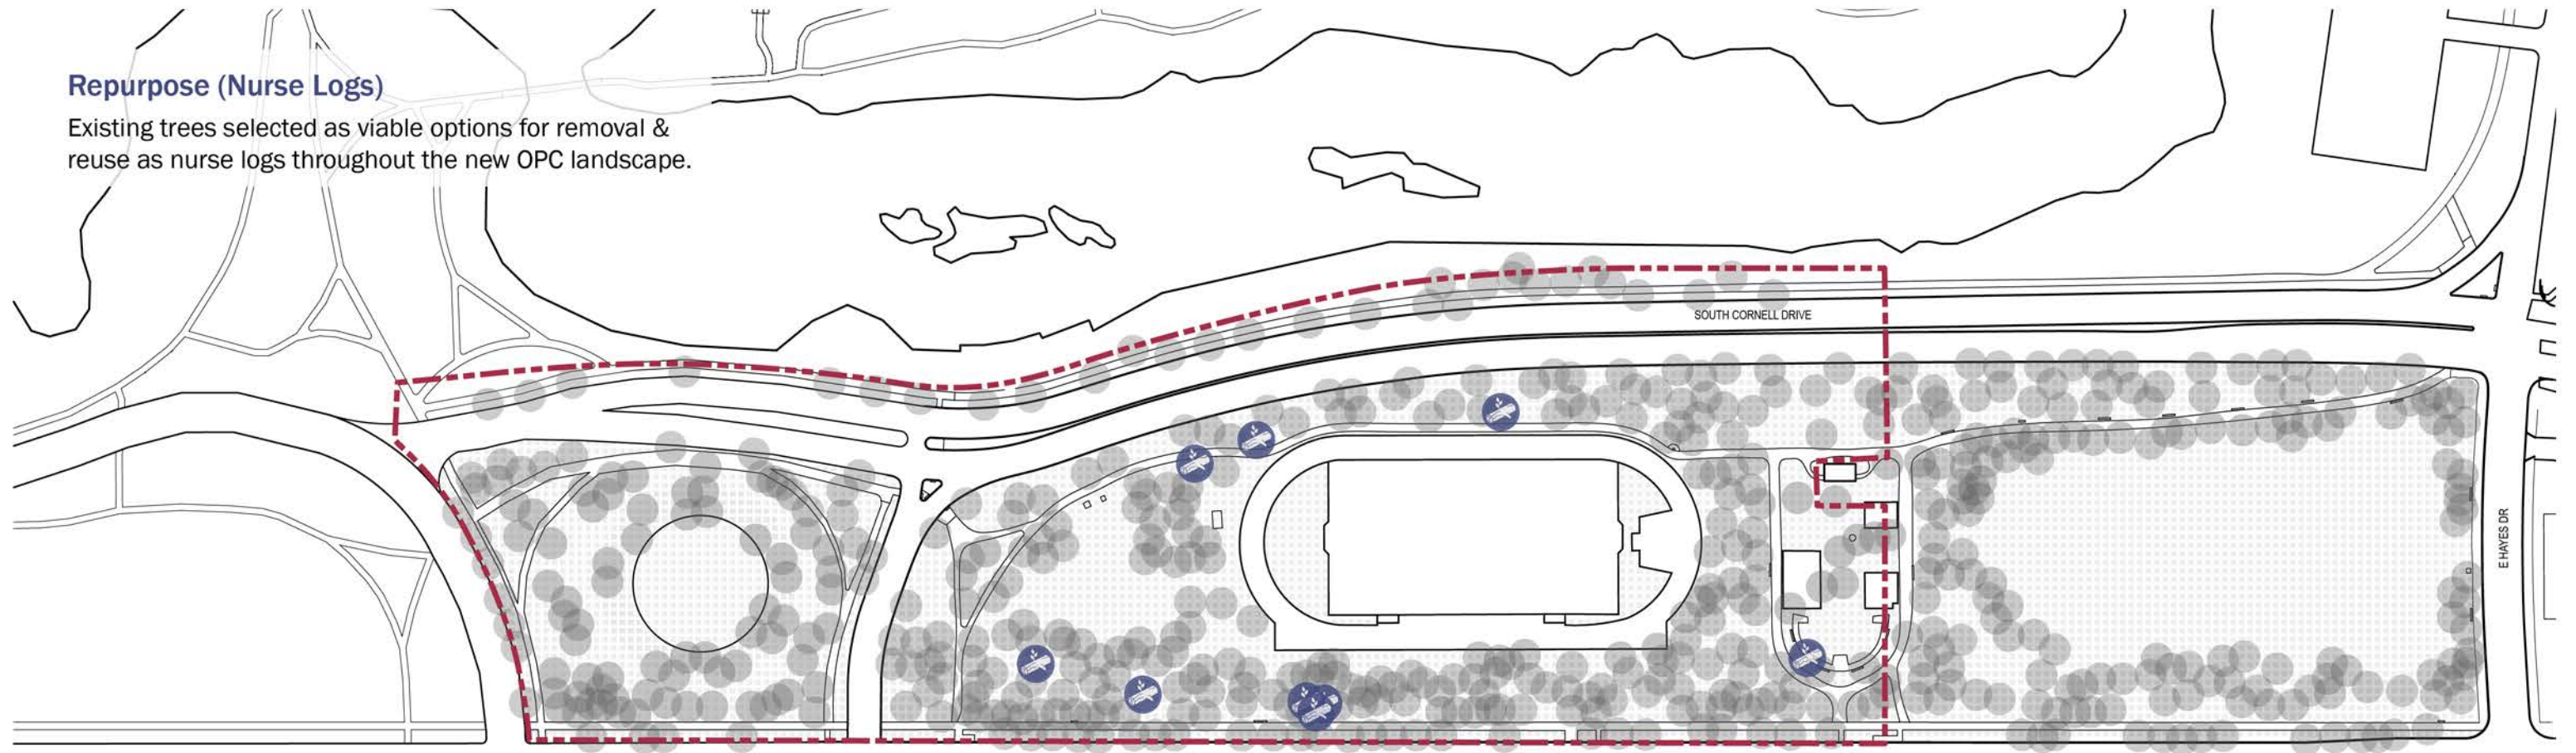 Repurpose (Nurse Logs)
Existing trees selected as viable options for removal &
reuse as nurse logs throughout the new OPC landscape.
SOUTH CORNELL DRIVE
E HAYES DR